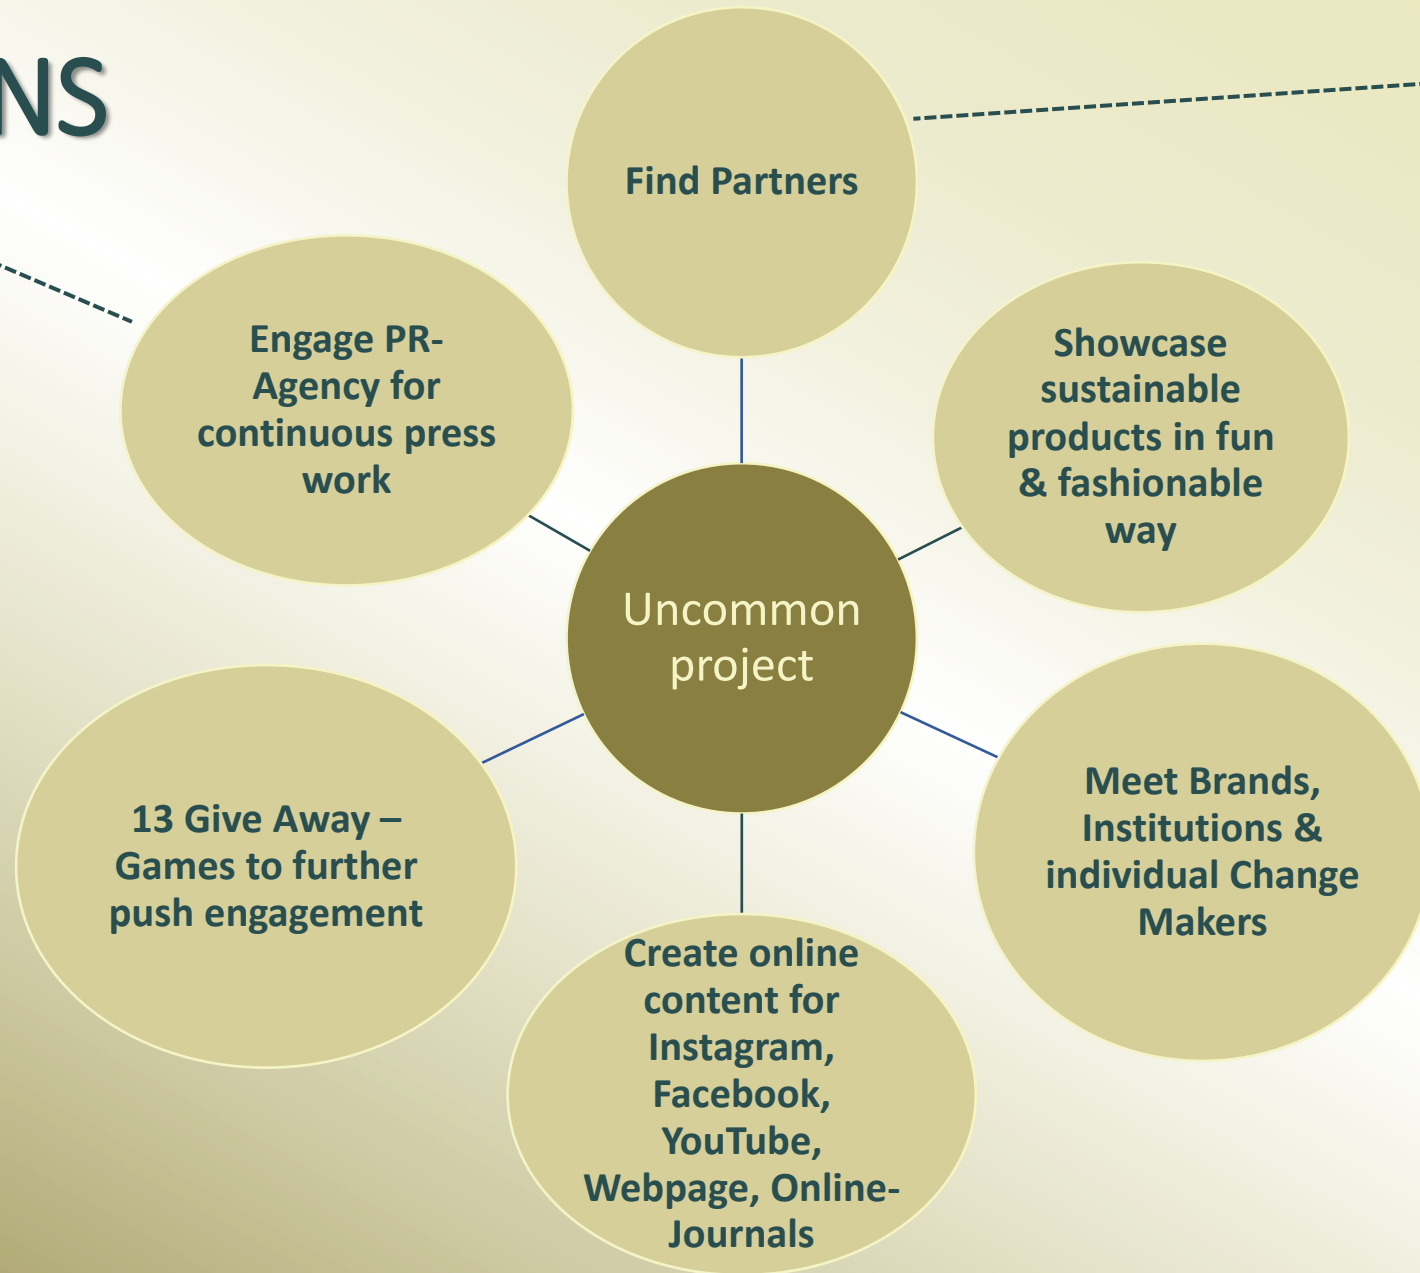 NS
Find Partners
Engage PR-
Agency for
continuous press
work
Showcase
sustainable
products in fun
& fashionable
way
Uncommon
project
13 Give Away –
Games to further
push engagement
Meet Brands,
Institutions &
individual Change
Makers
Create online
content for
Instagram,
Facebook,
YouTube,
Webpage, Online-
Journals